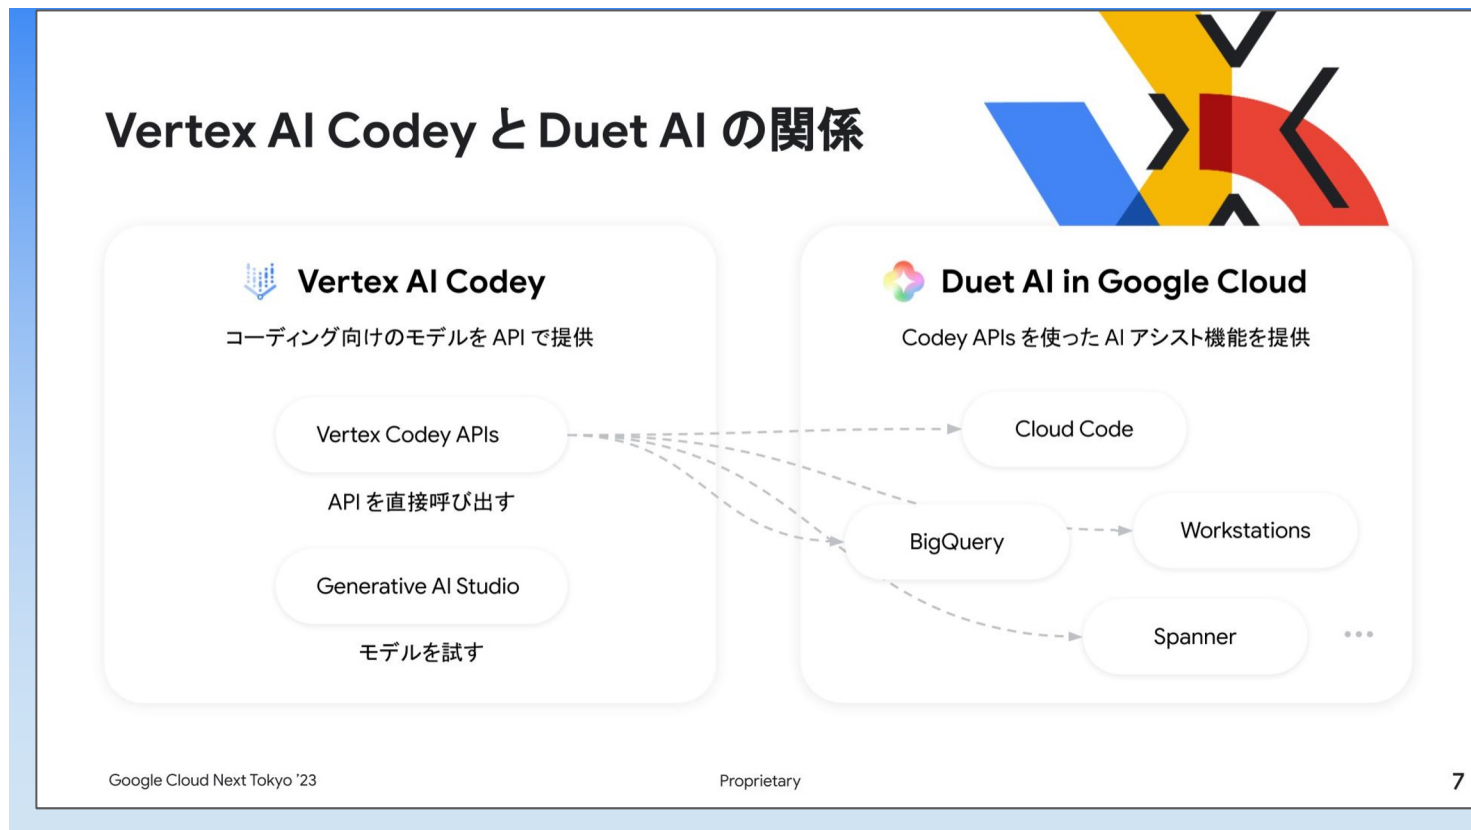 Vertex AI Codey と Duet AI の関係
Vertex AI Codey
コーディング向けのモデルを API で提供
Vertex Codey APIs
API を直接呼び出す
Generative AI Studio
モデルを試す
Duet AI in Google Cloud
Codey APIs を使った AI アシスト機能を提供
Cloud Code
BigQuery
Workstations
Spanner
•••
Google Cloud Next Tokyo ’23
Proprietary
7